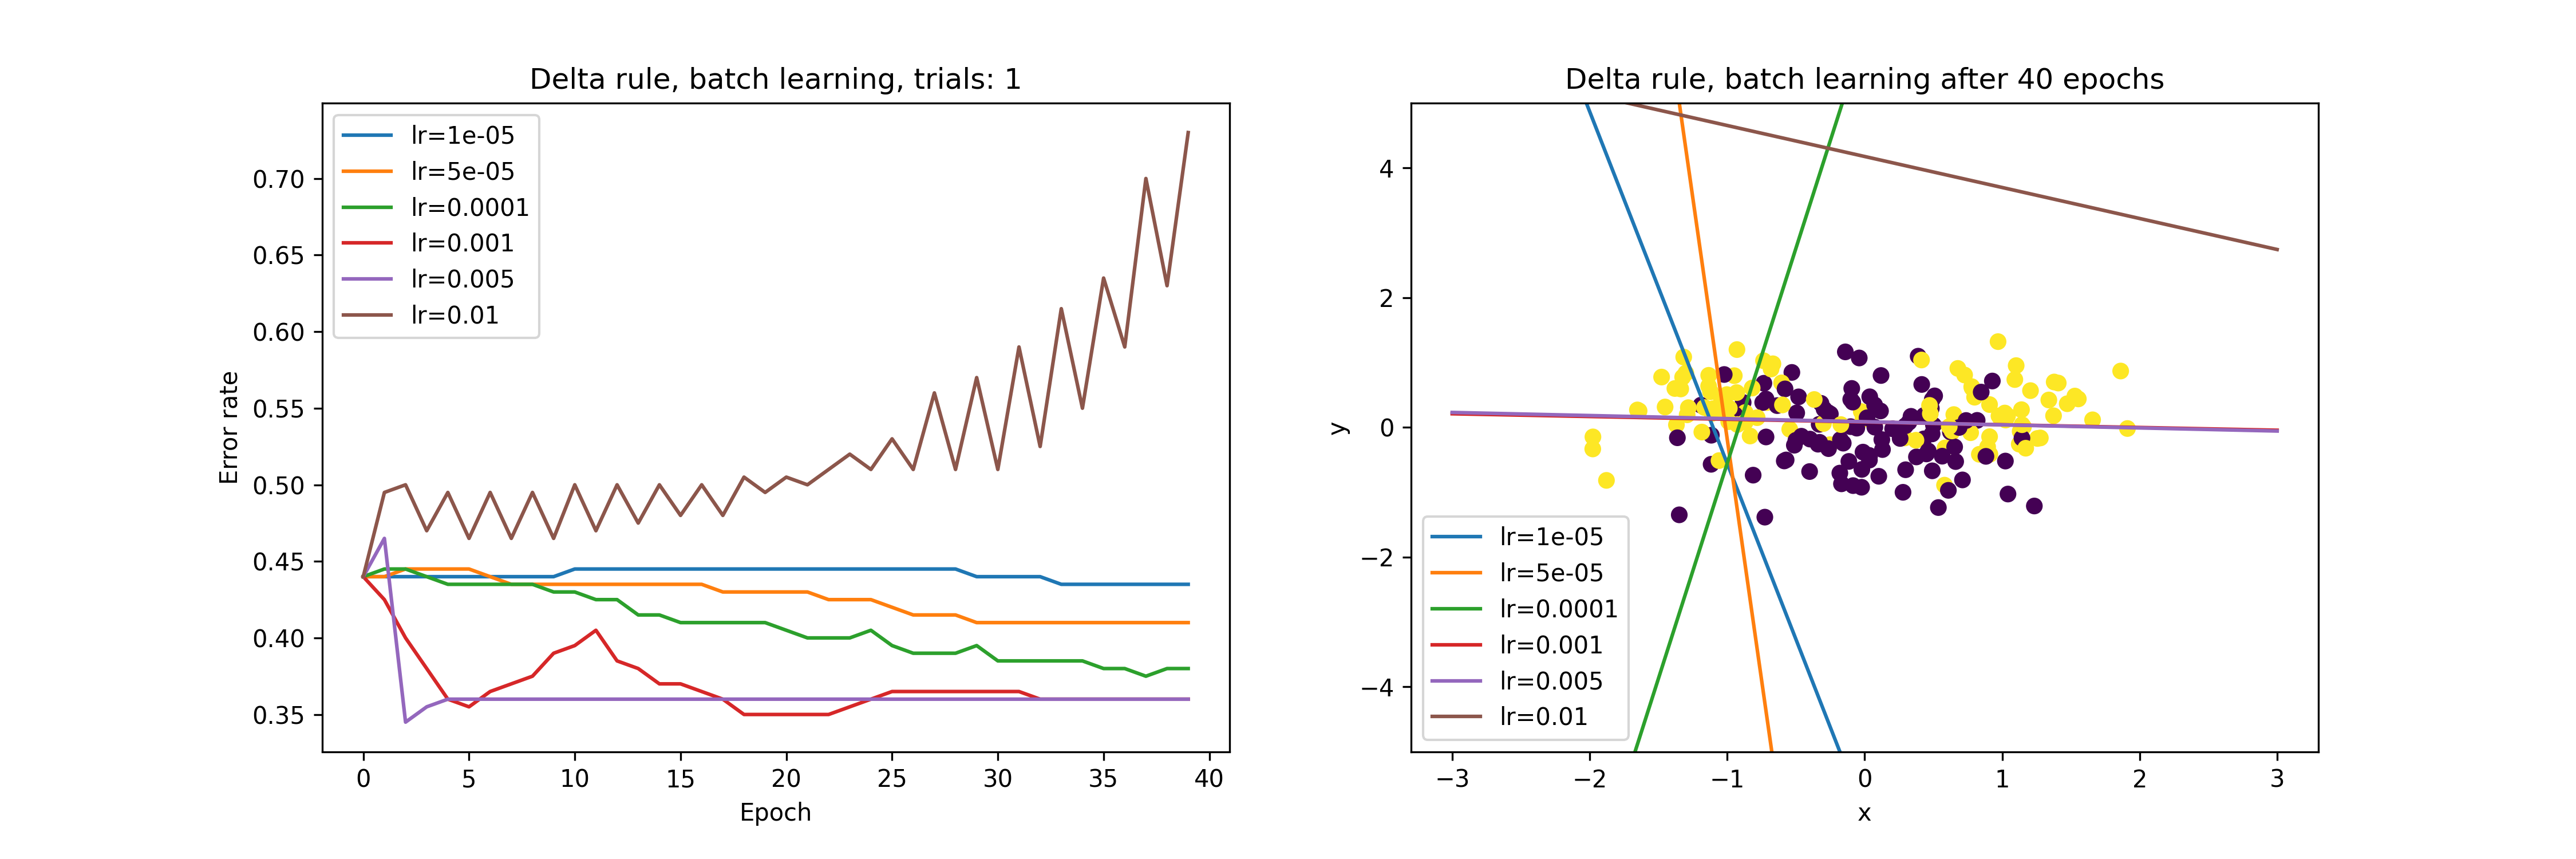 Delta rule, batch learning, trials: 1
lr=1e-05
lr=5e-05
lr=0.0001
lr=0.001
lr=0.005
lr=0.01
0.70
0.65
0.60
0.55
0.50
0.45
0.40
0.35
Error rate
0 5 10 15 20 25 30 35 40
Epoch
Delta rule, batch learning after 40 epochs
4
2
0
−2
−4
y
lr=1e-05
lr=5e-05
lr=0.0001
lr=0.001
lr=0.005
lr=0.01
−3 −2 −1 0 1 2 3
x